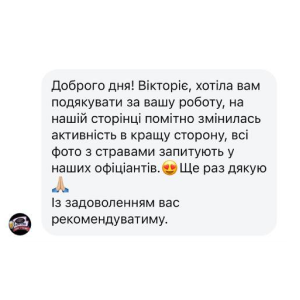 Доброго дня! Вікторіє, хотіла вам
подякувати за вашу роботу, на
нашій сторінці помітно змінилась
активність в кращу сторону, всі
фото з стравами запитують у
наших офіціантів.😍Ще раз дякую
🙏🏼
Із задоволенням вас
рекомендуватиму.